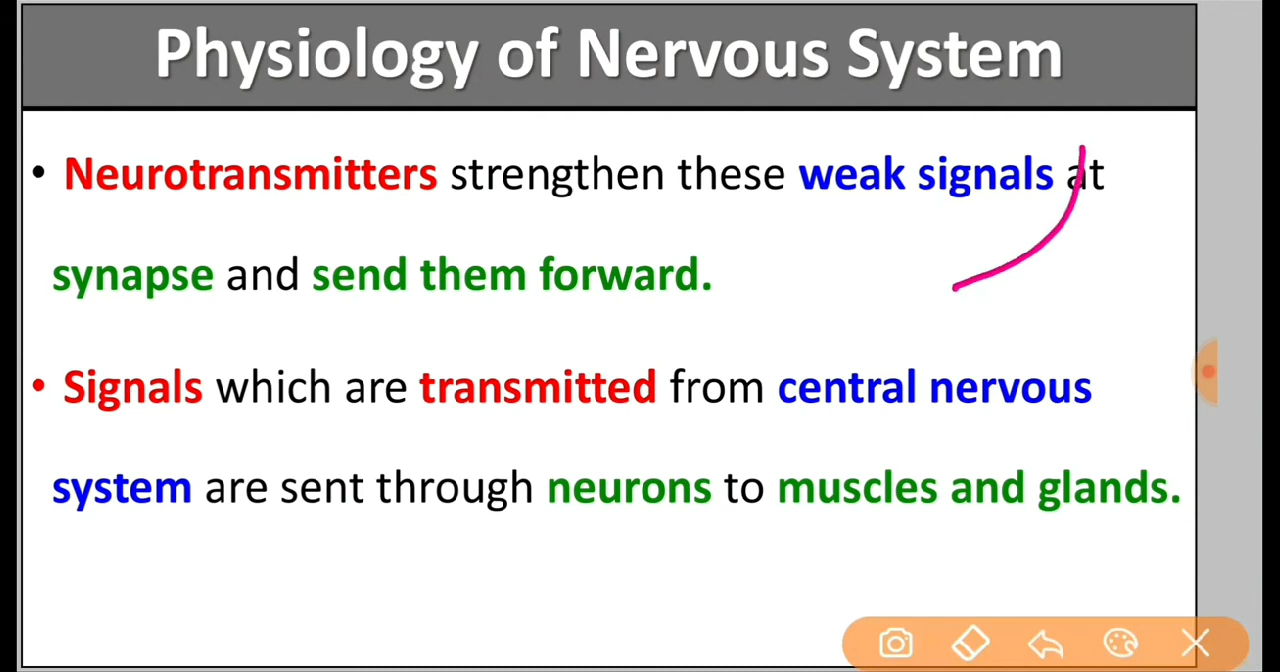 Physiology of Nervous System
• Neurotransmitters strengthen these weak signals at
synapse and send them forward.
• Signals which are transmitted from central nervous
system are sent through neurons to muscles and glands.